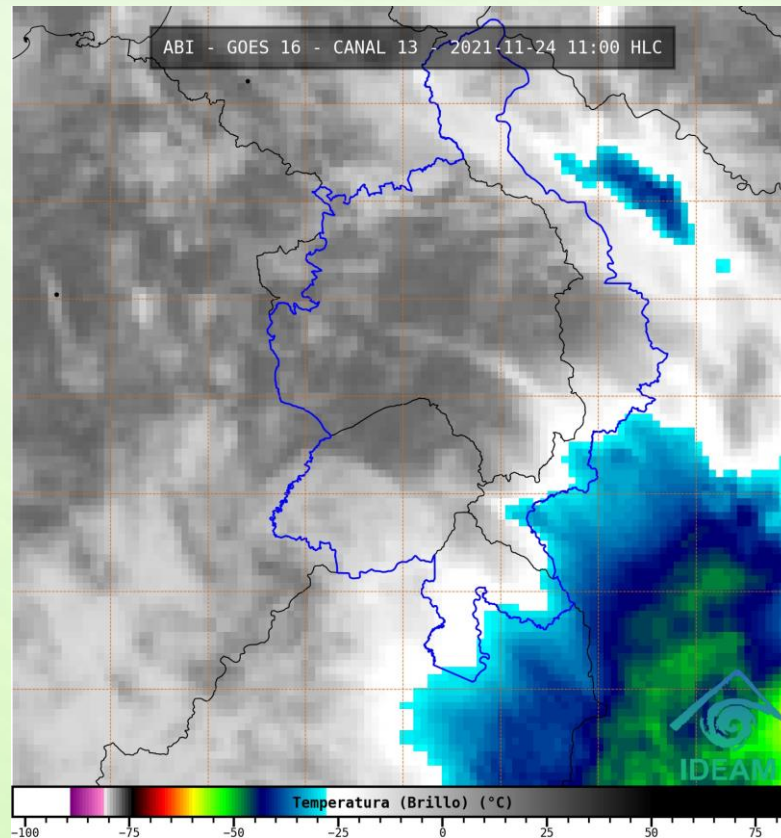 ABI - GOES 16 - CANAL 13 - 2021-11-24 11:00 HLC
IDEAM
Temperatura (Brillo) (°C)
−100 −75 −50 −25 0 25 50 75